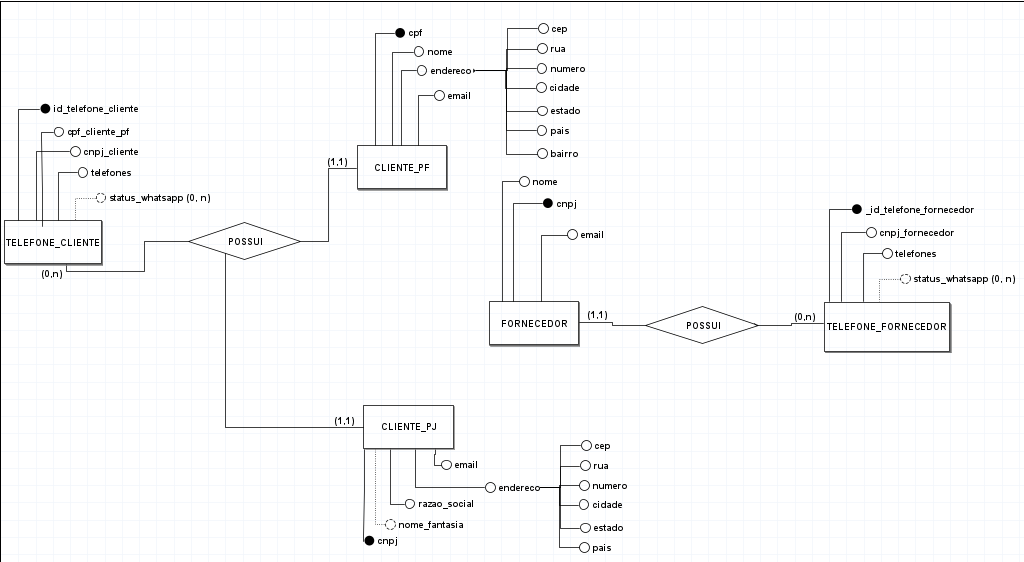 cpf
nome
endereco
email
cep
rua
numero
cidade
estado
pais
bairro
id_telefone_cliente
cpf_cliente_pf
cnpj_cliente
telefones
status_whatsapp (0, n)
TELEFONE_CLIENTE
(0,n)
POSSUI
(1,1)
CLIENTE_PF
nome
cnpj
email
FORNECEDOR
(1,1)
POSSUI
(0,n)
_id_telefone_fornecedor
cnpj_fornecedor
telefones
status_whatsapp (0, n)
TELEFONE_FORNECEDOR
(1,1)
CLIENTE_PJ
email
endereco
razao_social
nome_fantasia
cnpj
cep
rua
numero
cidade
estado
pais